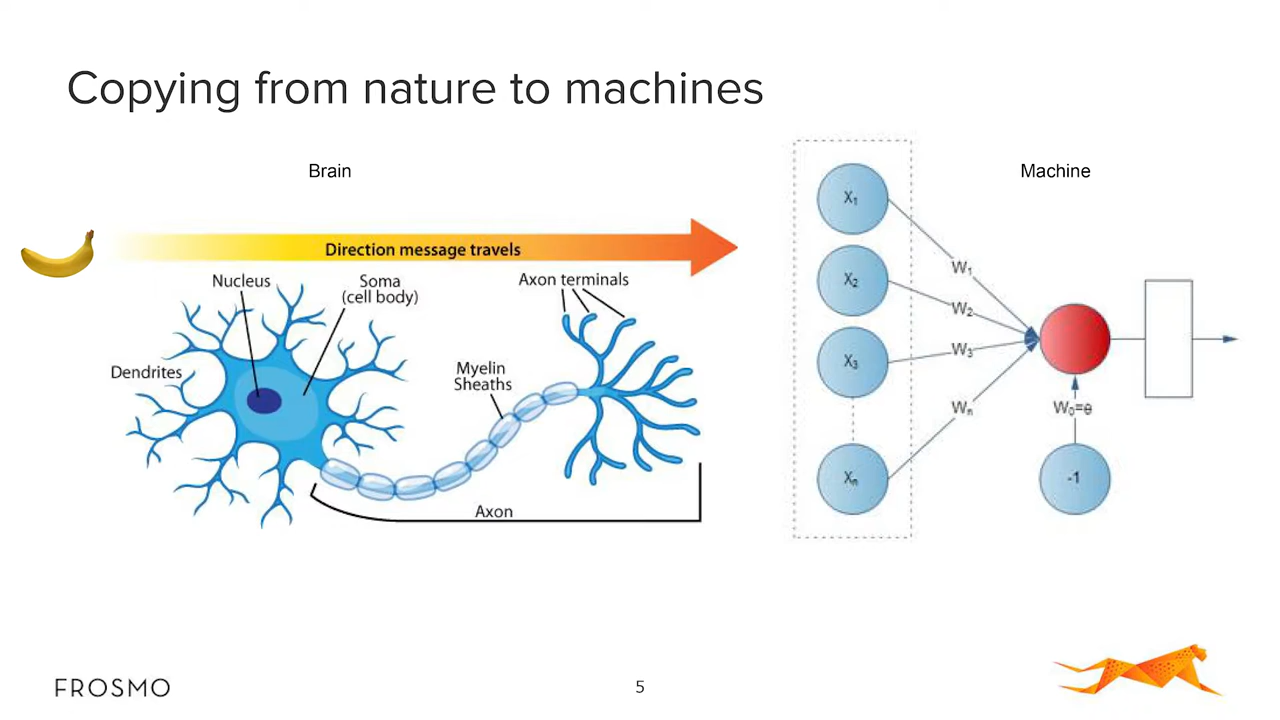 Copying from nature to machines
Brain
Machine
Direction message travels
Nucleus
Soma
(cell body)
Axon terminals
Dendrites
Myelin
Sheaths
Axon
X₁
X₂
X₃
Xₙ
W₁
W₂
W₃
Wₙ
W₀=θ
-1
FROSMO
5